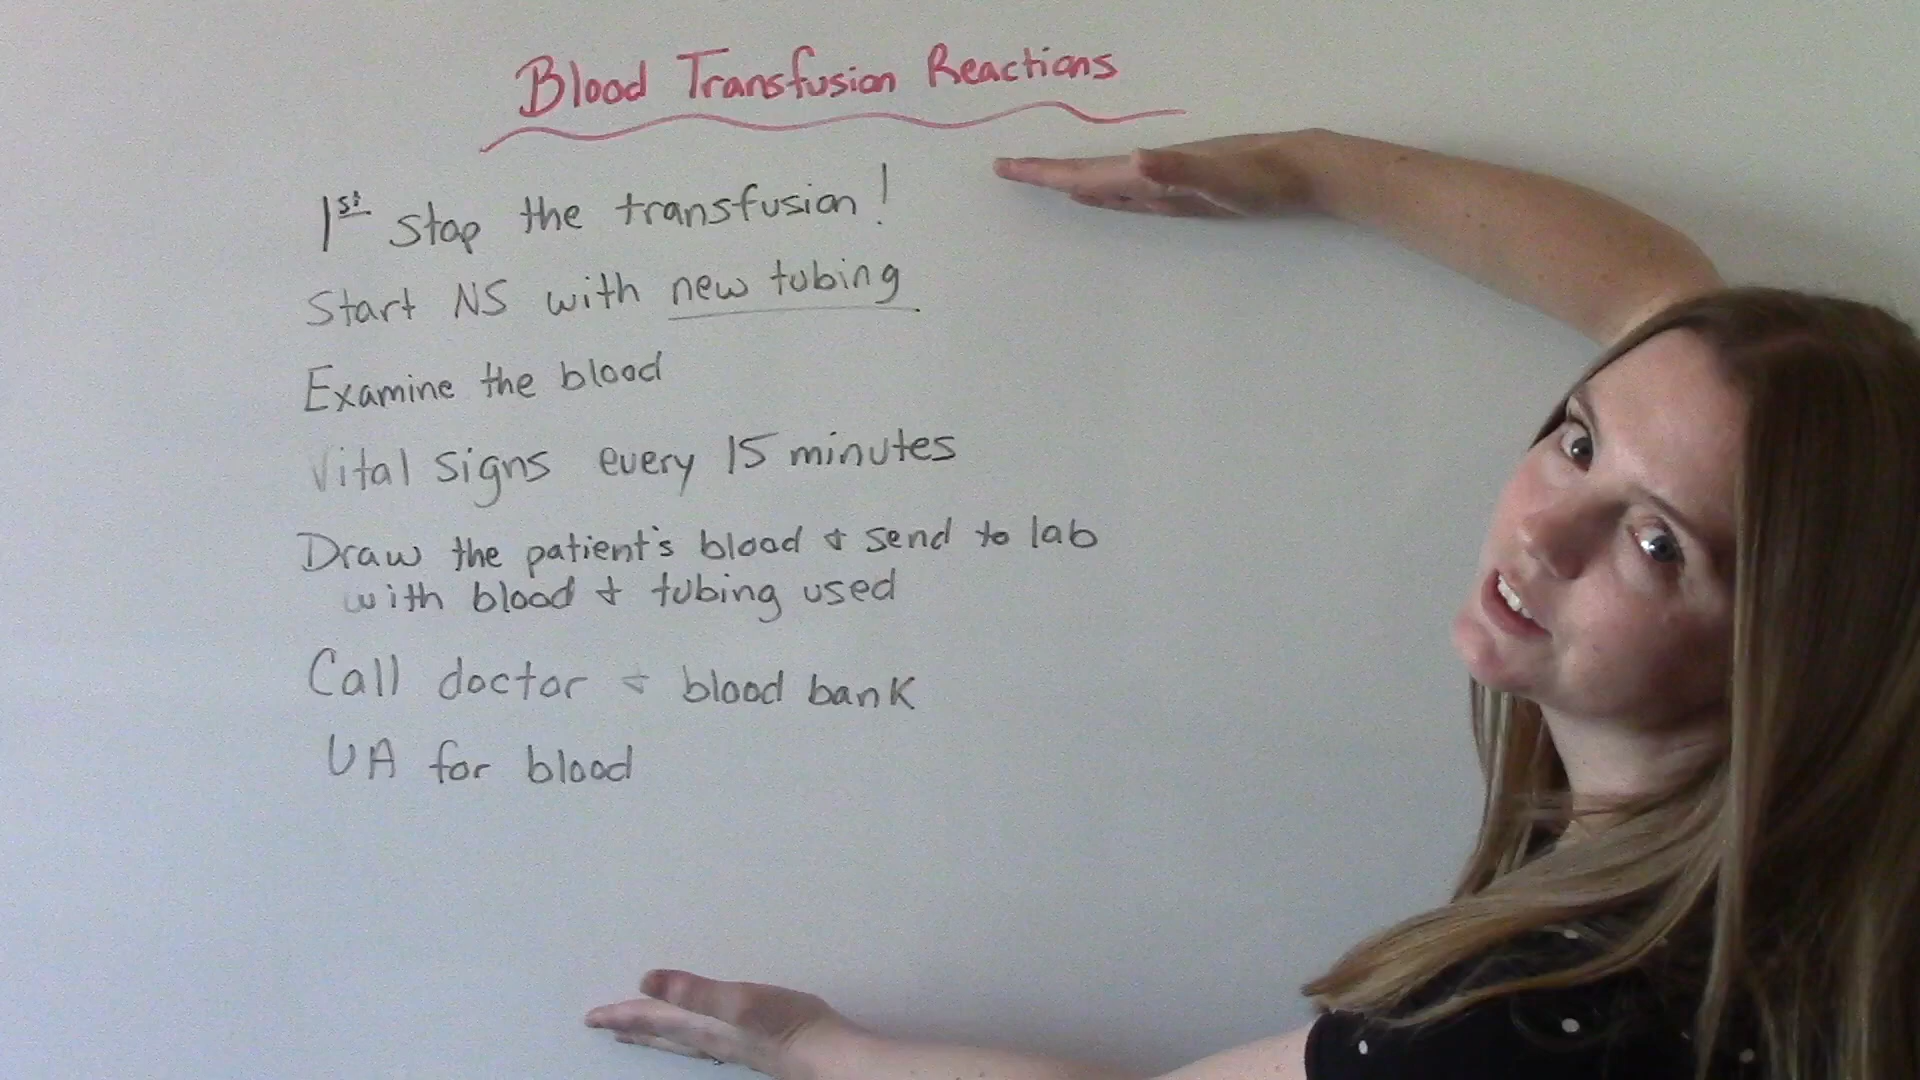 Blood Transfusion Reactions
1st Stop the transfusion!
Start NS with new tubing
Examine the blood
Vital signs every 15 minutes
Draw the patient's blood & send to lab
with blood & tubing used
Call doctor & blood bank
UA for blood